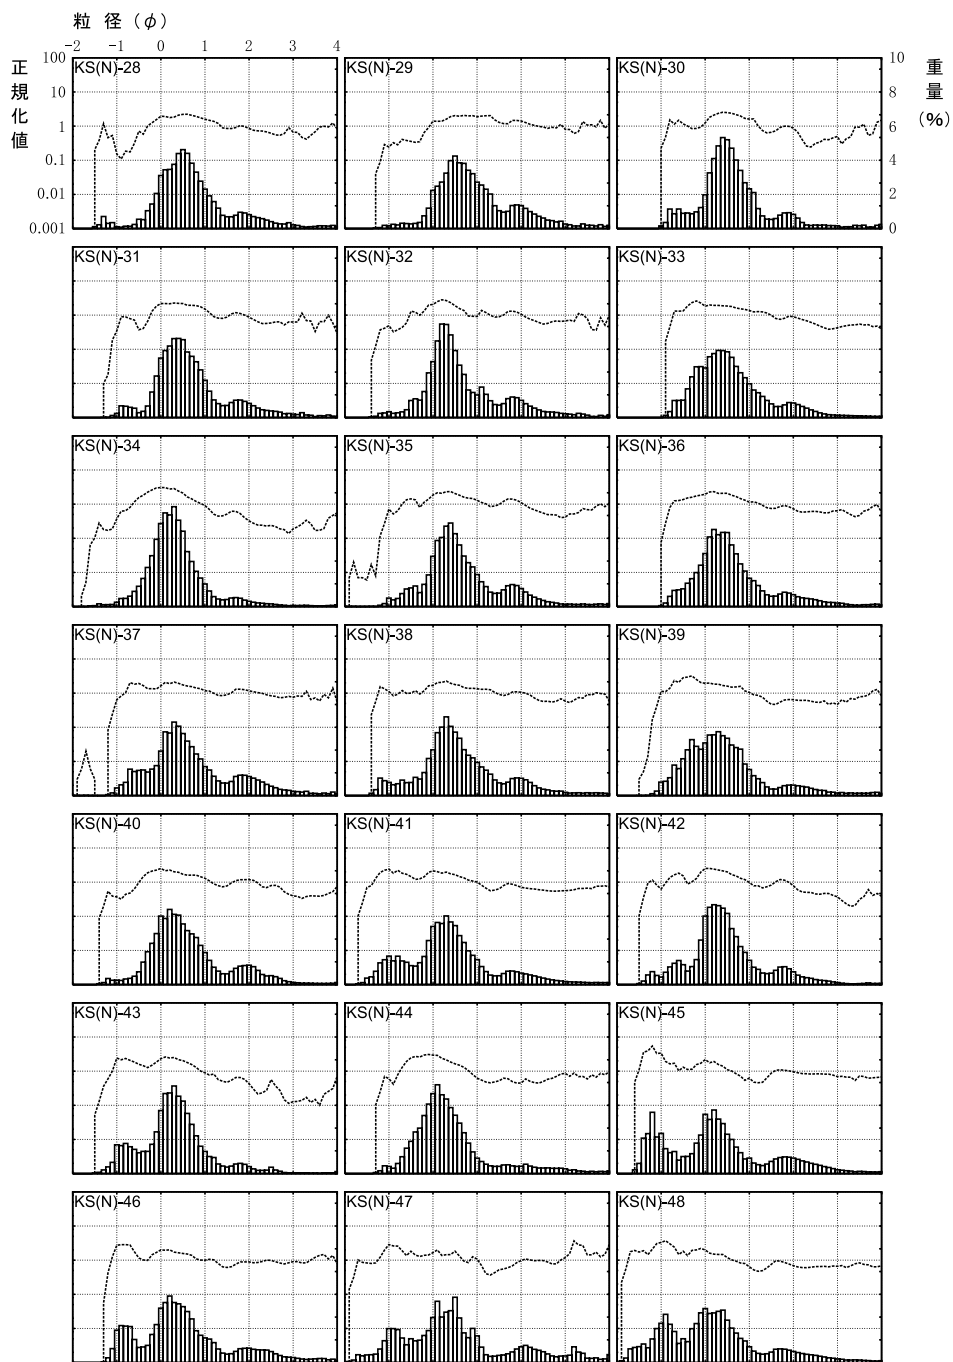 粒 径（φ）
-2 -1 0 1 2 3 4
正規化値
重量(%)
100 KS(N)-28 KS(N)-29 KS(N)-30 10
10 8
1 6
0.1 4
0.01 2
0.001 0
KS(N)-31 KS(N)-32 KS(N)-33
KS(N)-34 KS(N)-35 KS(N)-36
KS(N)-37 KS(N)-38 KS(N)-39
KS(N)-40 KS(N)-41 KS(N)-42
KS(N)-43 KS(N)-44 KS(N)-45
KS(N)-46 KS(N)-47 KS(N)-48